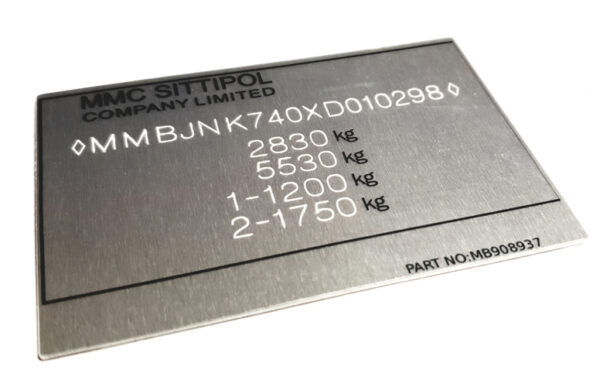 MMC SITTIPOL
COMPANY LIMITED
◊MMBJNK740XD010298◊
2830 kg
5530 kg
1-1200 kg
2-1750 kg
PART NO:MB908937